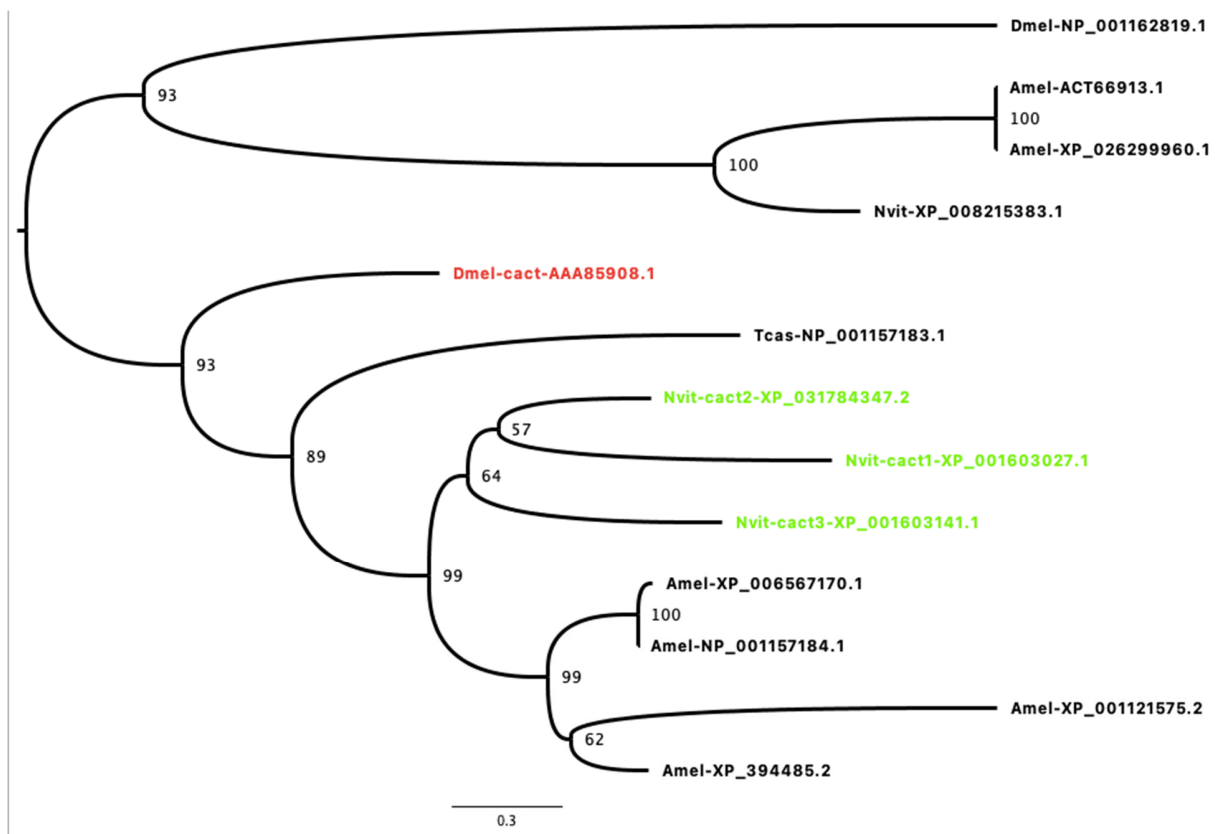 Dmel-NP_001162819.1
Amel-ACT66913.1
93
100
Amel-XP_026299960.1
100
Nvit-XP_008215383.1
Dmel-cact-AAA85908.1
Tcas-NP_001157183.1
93
Nvit-cact2-XP_031784347.2
57
89
Nvit-cact1-XP_001603027.1
64
Nvit-cact3-XP_001603141.1
99
Amel-XP_006567170.1
100
Amel-NP_001157184.1
99
Amel-XP_001121575.2
62
Amel-XP_394485.2
0.3